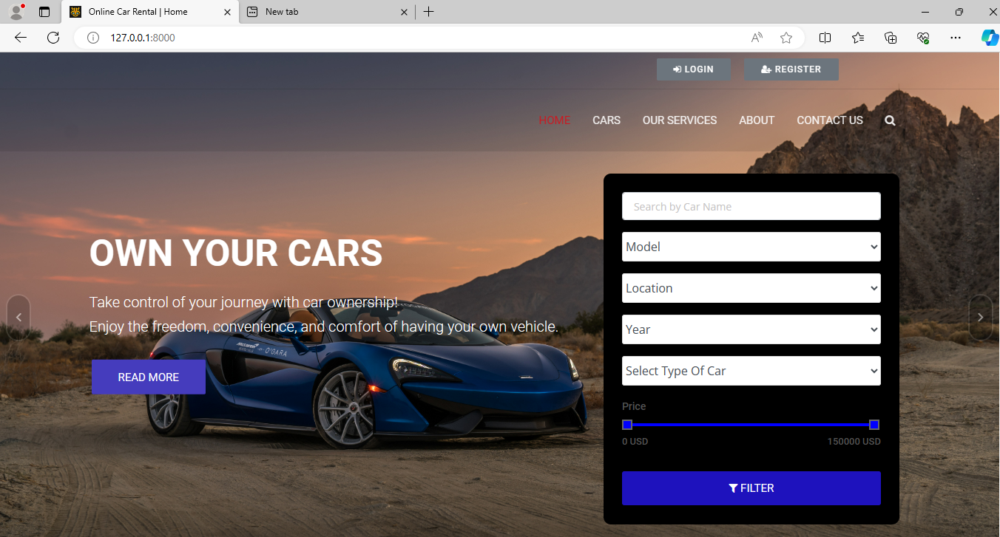 Online Car Rental | Home
New tab
127.0.0.1:8000
LOGIN
REGISTER
HOME
CARS
OUR SERVICES
ABOUT
CONTACT US
OWN YOUR CARS
Take control of your journey with car ownership!
Enjoy the freedom, convenience, and comfort of having your own vehicle.
READ MORE
McLaren
O'GARA
Search by Car Name
Model
Location
Year
Select Type Of Car
Price
0 USD
150000 USD
FILTER